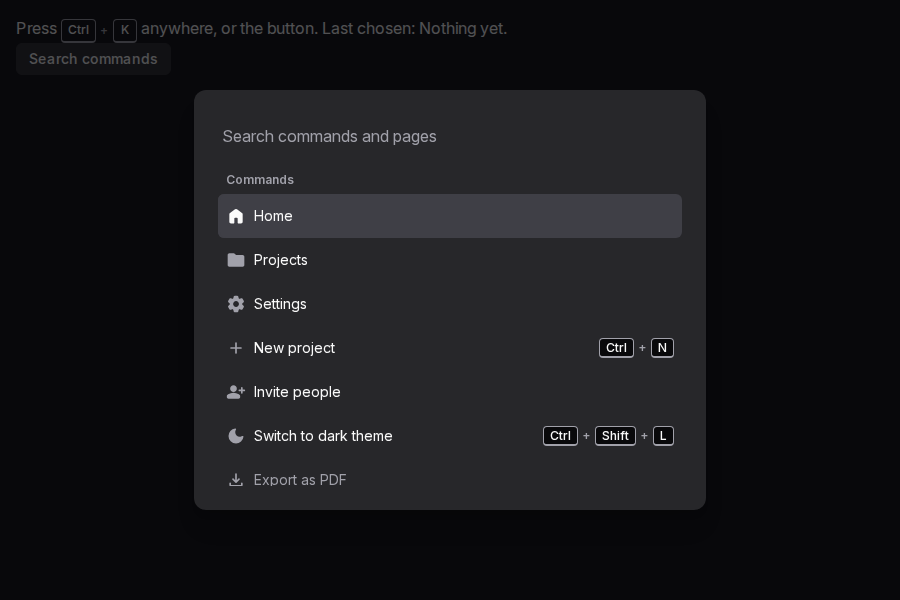 Press Ctrl + K anywhere, or the button. Last chosen: Nothing yet.
Search commands
Search commands and pages
Commands
Home
Projects
Settings
New project Ctrl + N
Invite people
Switch to dark theme Ctrl + Shift + L
Export as PDF